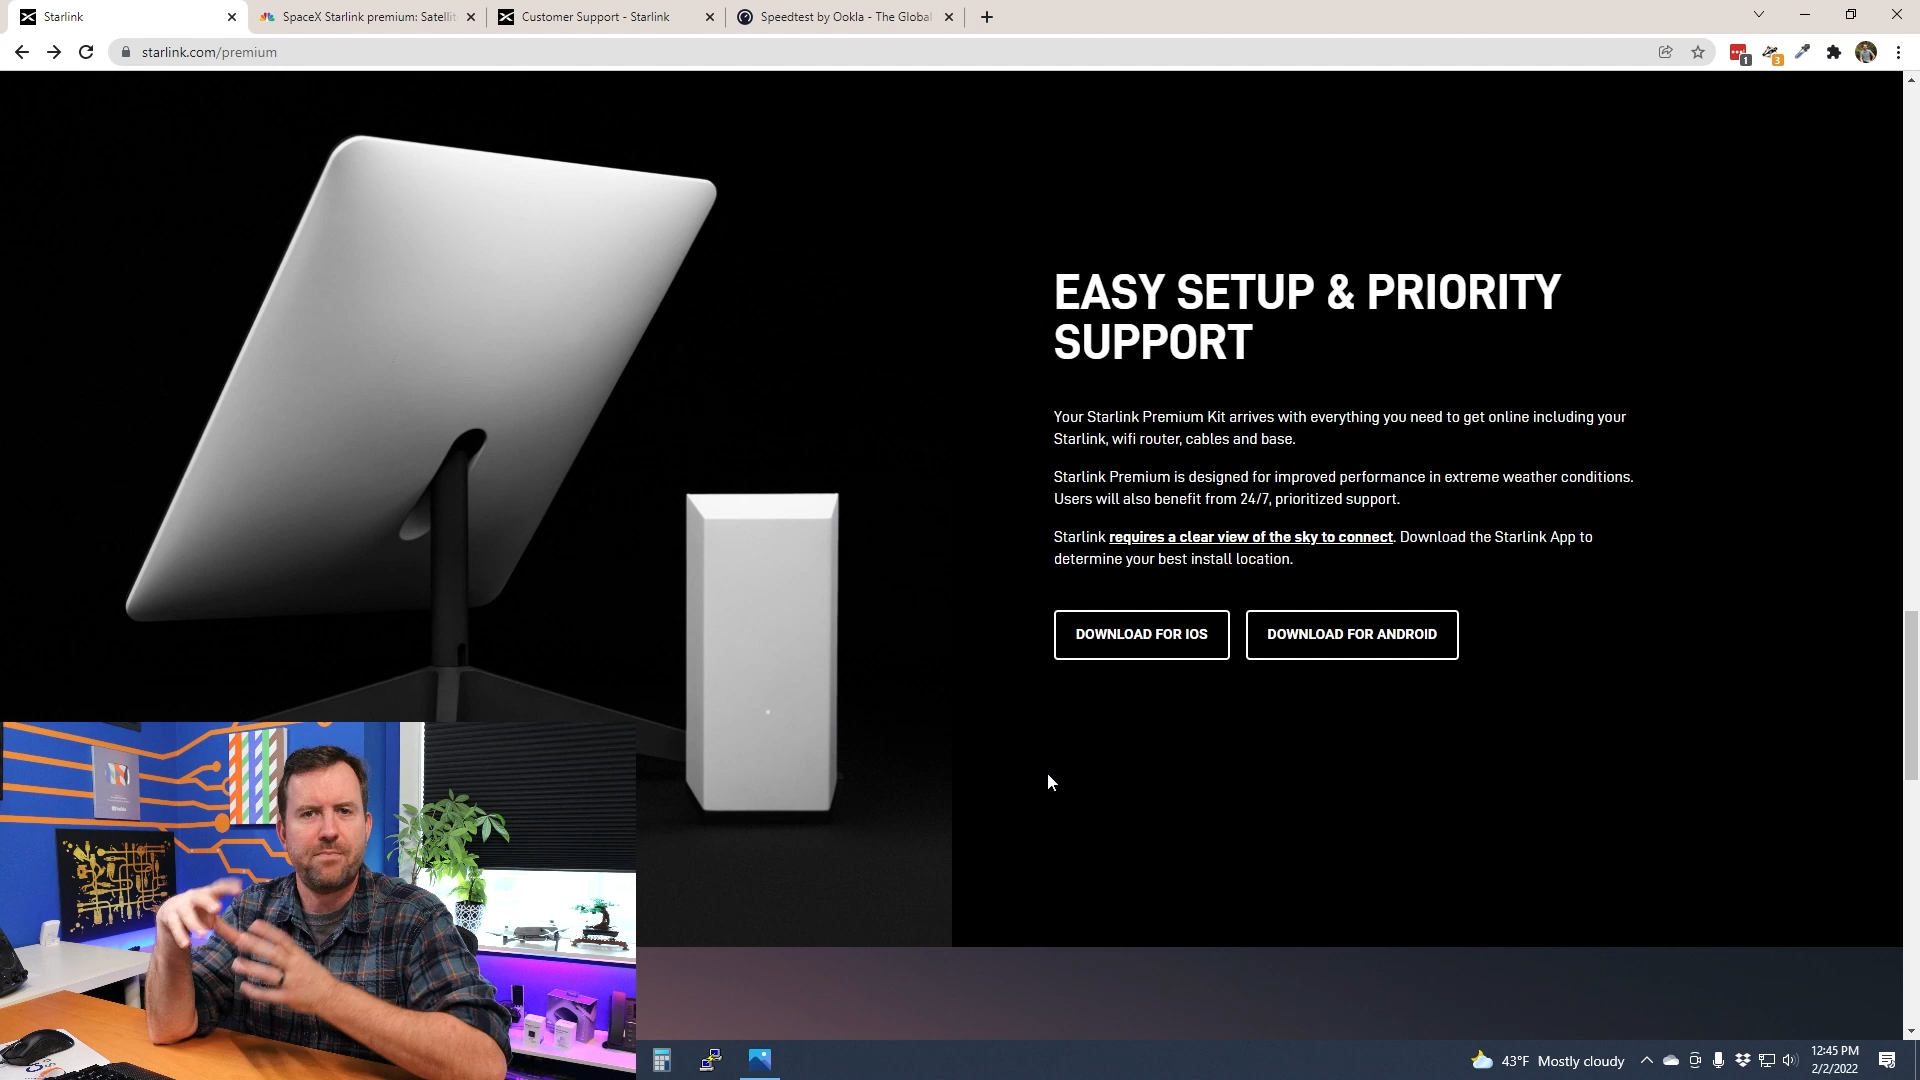 Starlink
SpaceX Starlink premium: Satellit
Customer Support - Starlink
Speedtest by Ookla - The Global
starlink.com/premium
1
3
EASY SETUP & PRIORITY
SUPPORT
Your Starlink Premium Kit arrives with everything you need to get online including your
Starlink, wifi router, cables and base.
Starlink Premium is designed for improved performance in extreme weather conditions.
Users will also benefit from 24/7, prioritized support.
Starlink requires a clear view of the sky to connect. Download the Starlink App to
determine your best install location.
DOWNLOAD FOR IOS
DOWNLOAD FOR ANDROID
43°F Mostly cloudy
12:45 PM
2/2/2022